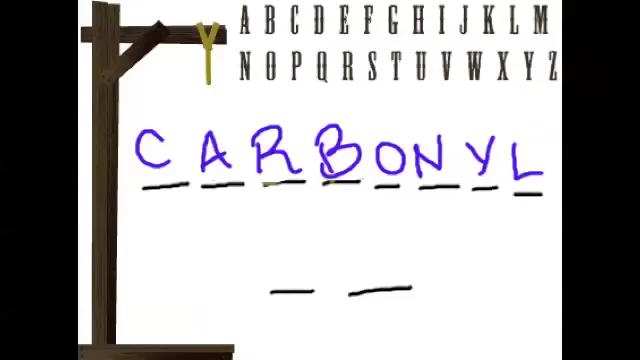 A B C D E F G H I J K L M
N O P Q R S T U V W X Y Z
CARBONYL